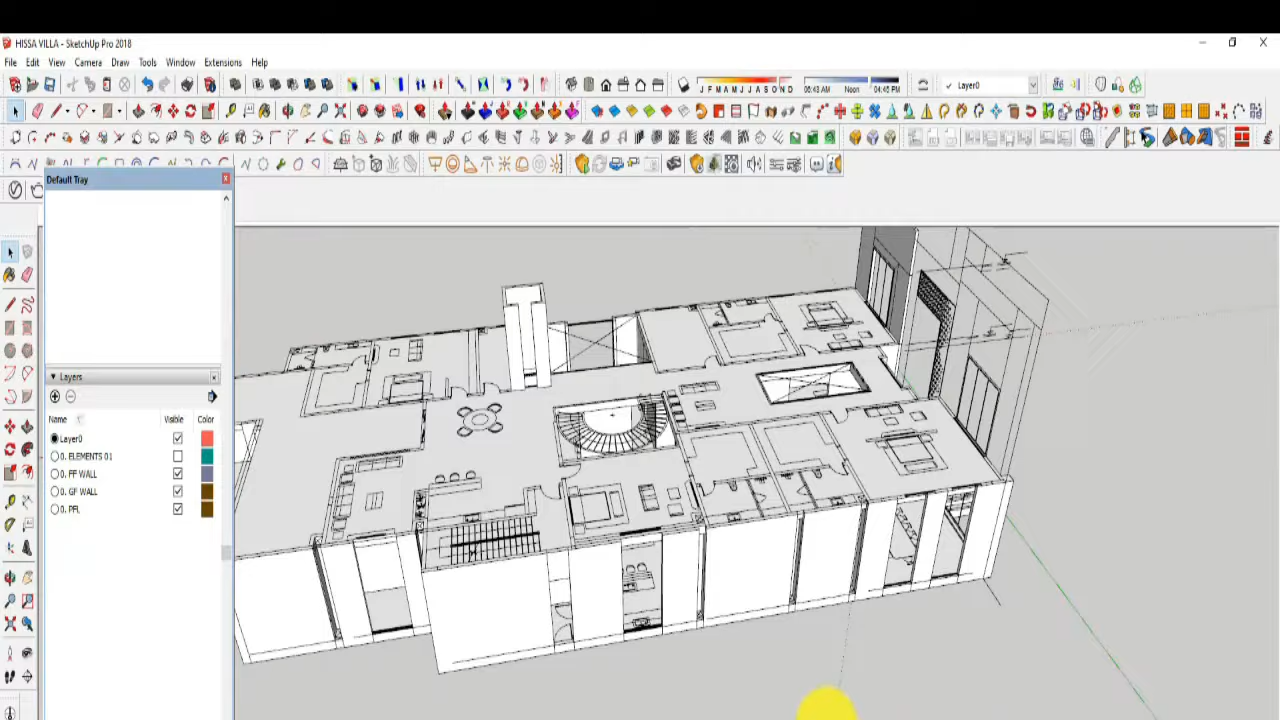 HISSA VILLA - SketchUp Pro 2018
File Edit View Camera Draw Tools Window Extensions Help
J F M A M J J A S O N D
06:43 AM Noon 04:45 PM
Layer0
Default Tray
Layers
Name Visible Color
Layer0
0. ELEMENTS 01
0. FF WALL
0. GF WALL
0. PFL